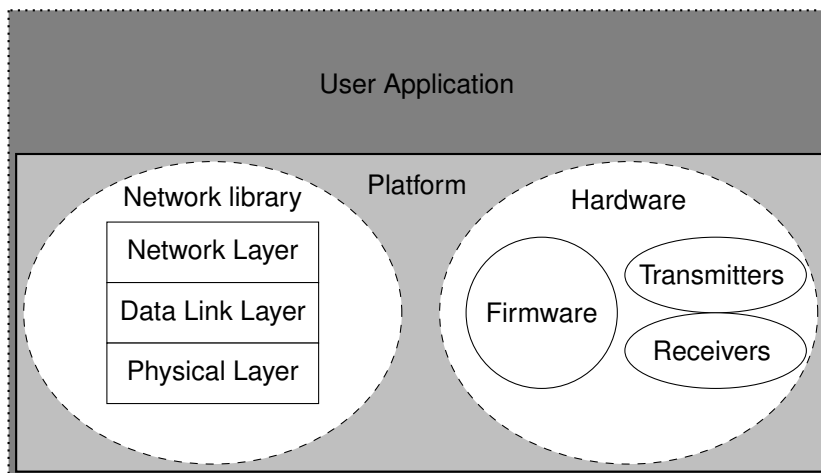 User Application
Platform
Network library
Network Layer
Data Link Layer
Physical Layer
Hardware
Firmware
Transmitters
Receivers